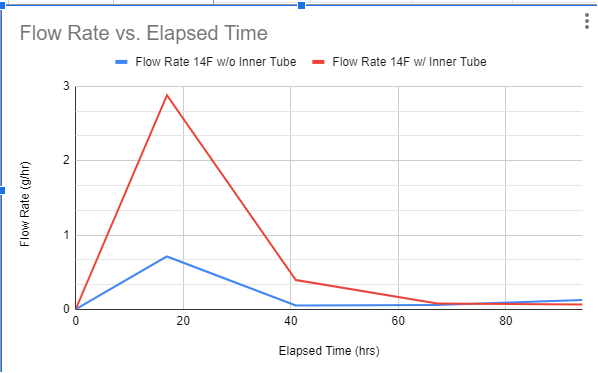 Flow Rate vs. Elapsed Time
Flow Rate 14F w/o Inner Tube Flow Rate 14F w/ Inner Tube
3
2
1
0
Flow Rate (g/hr)
0 20 40 60 80
Elapsed Time (hrs)